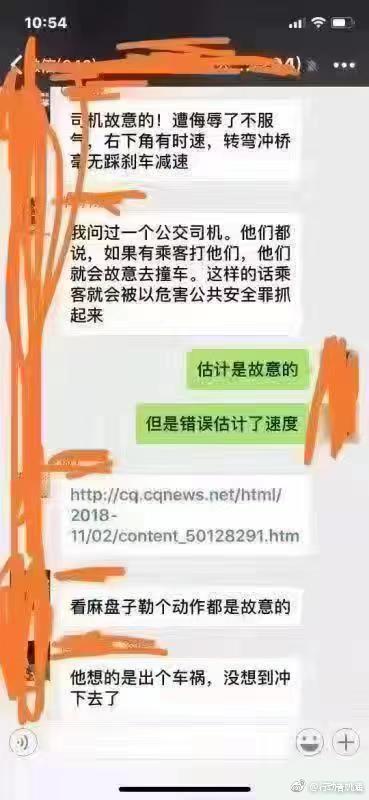 10:54
司机故意的！遭侮辱了不服
气，右下角有时速，转弯冲桥
毫无踩刹车减速
我问过一个公交司机。他们都
说，如果有乘客打他们，他们
就会故意去撞车。这样的话乘
客就会被以危害公共安全罪抓
起来
估计是故意的
但是错误估计了速度
http://cq.cqnews.net/html/
2018-
11/02/content_50128291.htm
看麻盘子勒个动作都是故意的
他想的是出个车祸，没想到冲
下去了